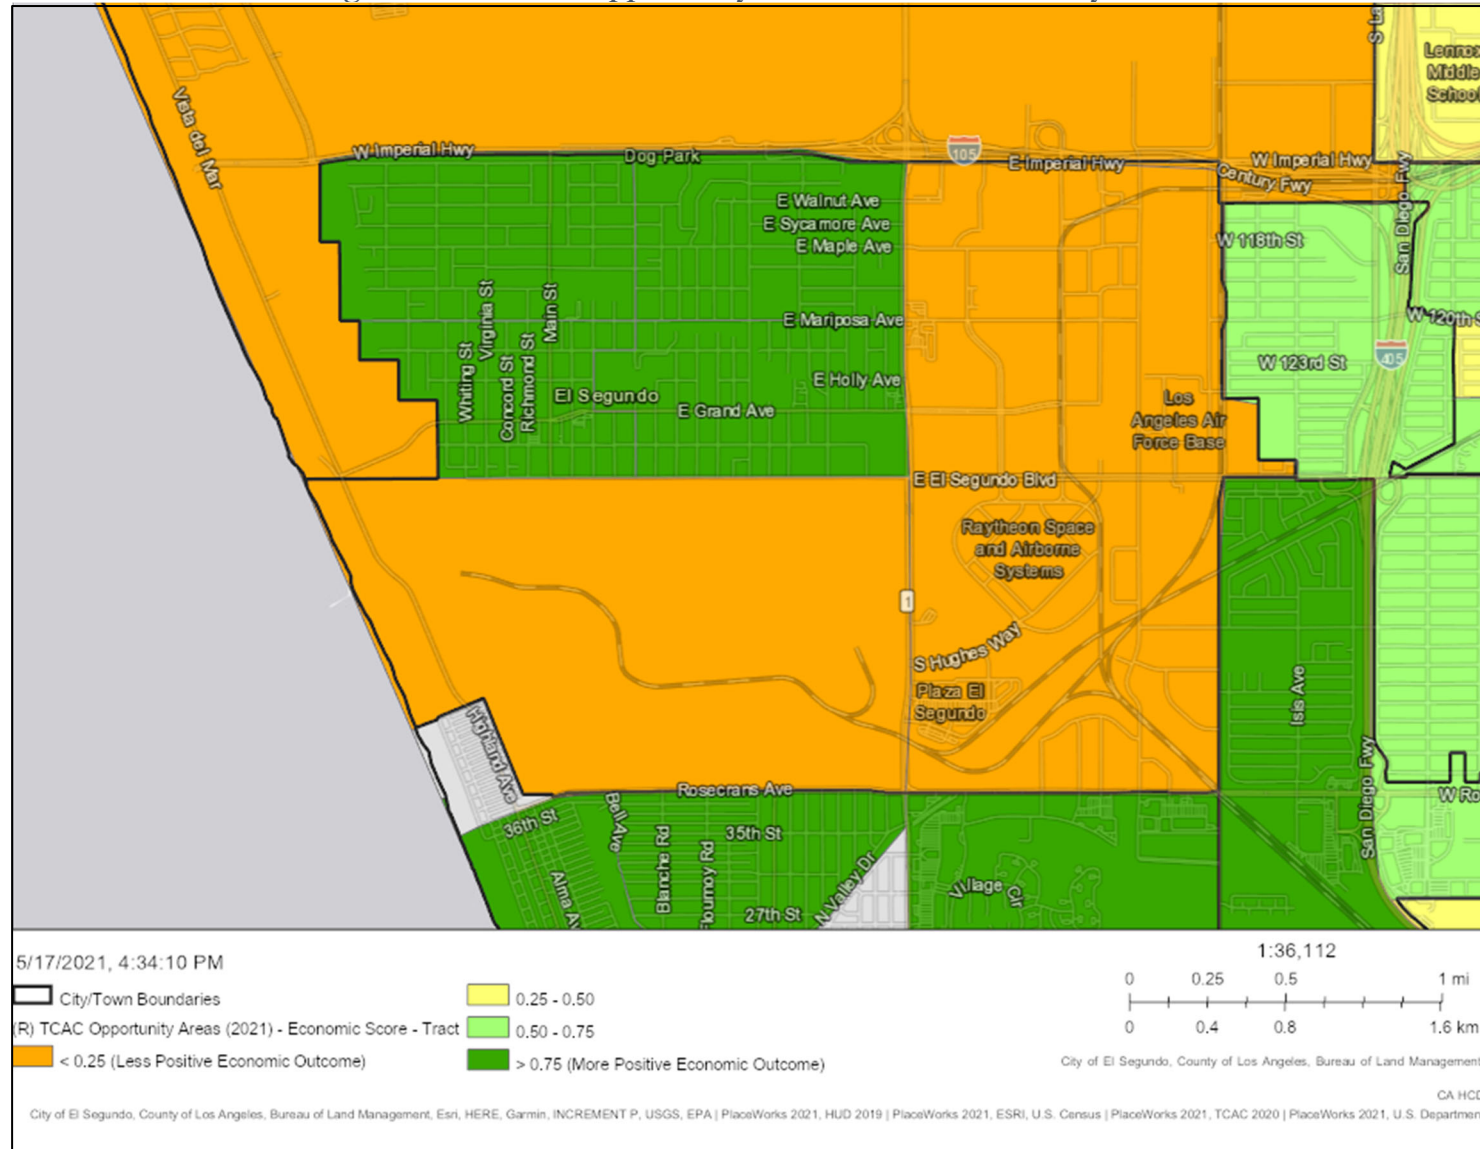 S La
Lennox
Middle
School
Vista del Mar
W Imperial Hwy
Dog Park
105
E Imperial Hwy
W Imperial Hwy
Century Fwy
San Diego Fwy
E Walnut Ave
E Sycamore Ave
E Maple Ave
W 118th St
Virginia St
Main St
E Mariposa Ave
W 120th S
Whiting St
Concord St
Richmond St
405
W 123rd St
El Segundo
E Holly Ave
E Grand Ave
Los
Angeles Air
Force Base
E El Segundo Blvd
Raytheon Space
and Airborne
Systems
1
S Hughes Way
Plaza El
Segundo
Isis Ave
Highland Ave
San Diego Fwy
Rosecrans Ave
W Ro
36th St
Bell Ave
35th St
Blanche Rd
Flournoy Rd
Alma Av
27th St
N Valley Dr
Village Cir
5/17/2021, 4:34:10 PM
City/Town Boundaries
(R) TCAC Opportunity Areas (2021) - Economic Score - Tract
< 0.25 (Less Positive Economic Outcome)
0.25 - 0.50
0.50 - 0.75
> 0.75 (More Positive Economic Outcome)
1:36,112
0 0.25 0.5 1 mi
0 0.4 0.8 1.6 km
City of El Segundo, County of Los Angeles, Bureau of Land Management
CA HCD
City of El Segundo, County of Los Angeles, Bureau of Land Management, Esri, HERE, Garmin, INCREMENT P, USGS, EPA | PlaceWorks 2021, HUD 2019 | PlaceWorks 2021, ESRI, U.S. Census | PlaceWorks 2021, TCAC 2020 | PlaceWorks 2021, U.S. Departmen